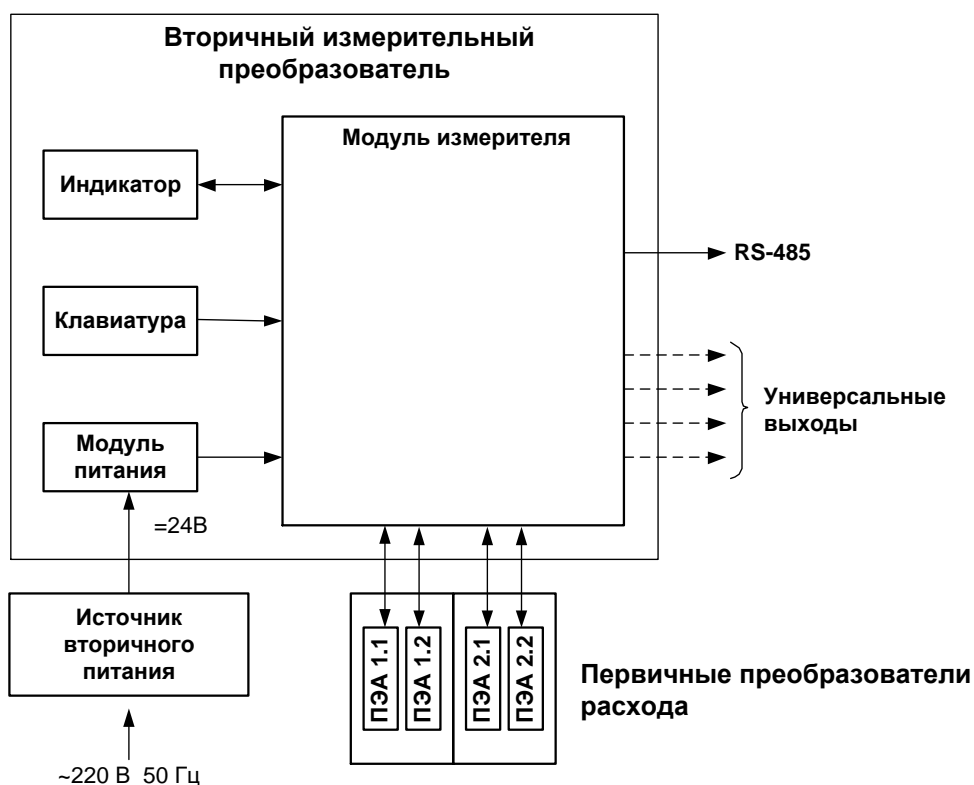 Вторичный измерительный
преобразователь
Модуль измерителя
Индикатор
RS-485
Клавиатура
Универсальные
выходы
Модуль
питания
=24В
Источник
вторичного
питания
ПЭА 1.1
ПЭА 1.2
ПЭА 2.1
ПЭА 2.2
Первичные преобразователи
расхода
~220 В 50 Гц